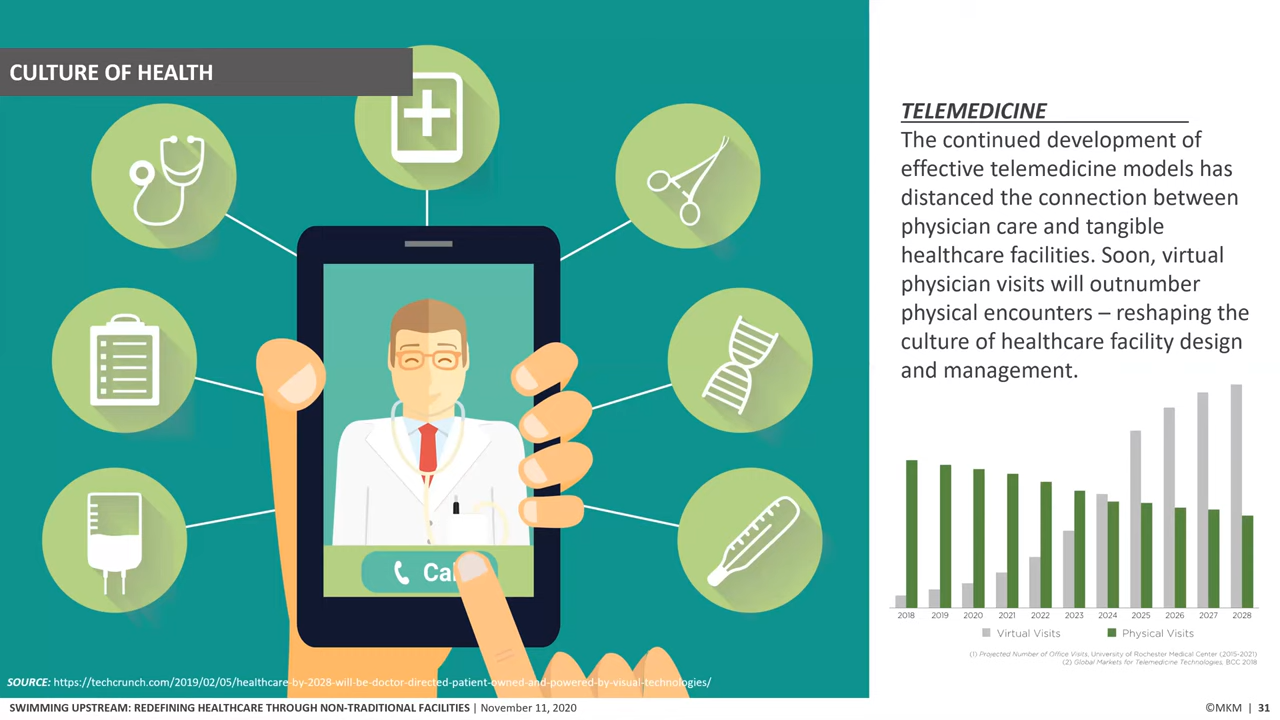 CULTURE OF HEALTH
Cal
SOURCE: https://techcrunch.com/2019/02/05/healthcare-by-2028-will-be-doctor-directed-patient-owned-and-powered-by-visual-technologies/
TELEMEDICINE
The continued development of
effective telemedicine models has
distanced the connection between
physician care and tangible
healthcare facilities. Soon, virtual
physician visits will outnumber
physical encounters – reshaping the
culture of healthcare facility design
and management.
2018 2019 2020 2021 2022 2023 2024 2025 2026 2027 2028
Virtual Visits Physical Visits
(1) Projected Number of Office Visits, University of Rochester Medical Center (2015-2021)
(2) Global Markets for Telemedicine Technologies, BCC 2018
SWIMMING UPSTREAM: REDEFINING HEALTHCARE THROUGH NON-TRADITIONAL FACILITIES | November 11, 2020
©MKM | 31